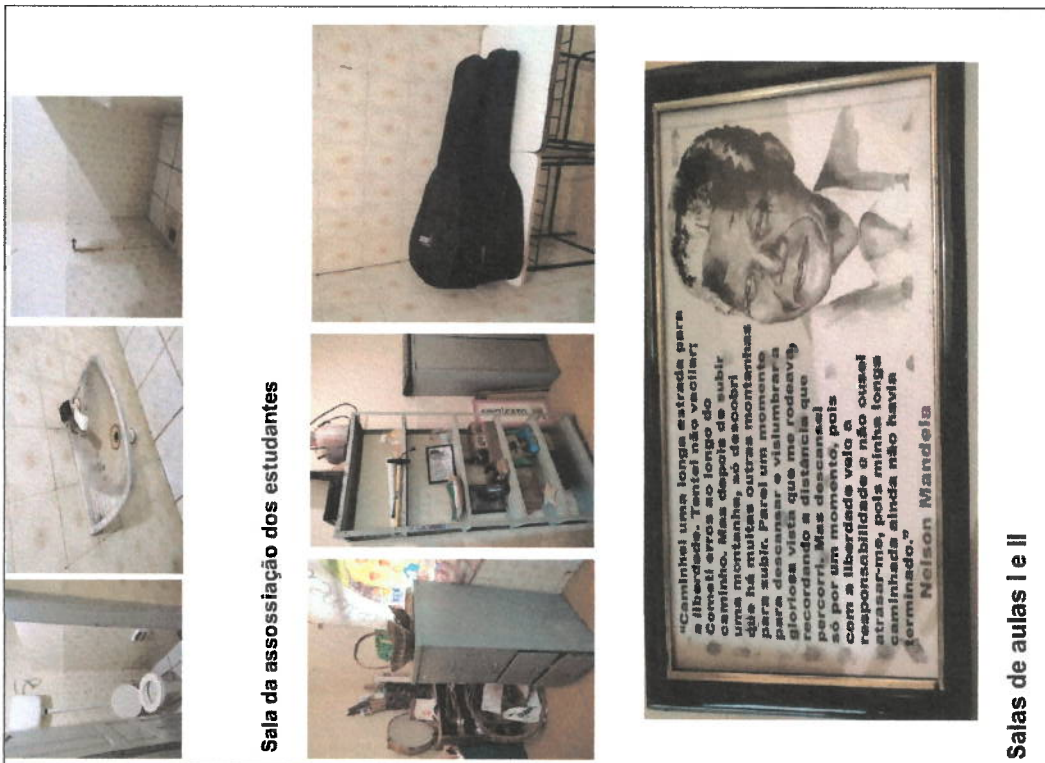 Sala da assossiação dos estudantes
"Caminhei uma longa estrada para
a liberdade. Tentei não vacilar;
Cometi erros ao longo do
caminho. Mas depois de subir
uma montanha, só descobri
que há muitas outras montanhas
para subir. Parei um momento
para descansar e vislumbrar a
gloriosa vista que me rodeava,
recordando a distância que
percorri. Mas descansei
só por um momento, pois
com a liberdade veio a
responsabilidade e não ousei
atrasar-me, pois minha longa
caminhada ainda não havia
terminado."
Nelson Mandela
Salas de aulas I e II